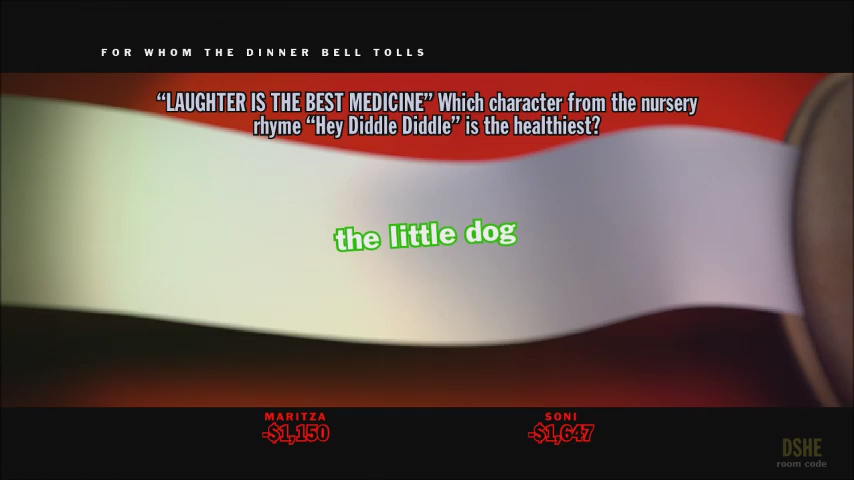 FOR WHOM THE DINNER BELL TOLLS
“LAUGHTER IS THE BEST MEDICINE” Which character from the nursery
rhyme “Hey Diddle Diddle” is the healthiest?
the little dog
MARITZA
-$1,150
SONI
-$1,647
DSHE
room code